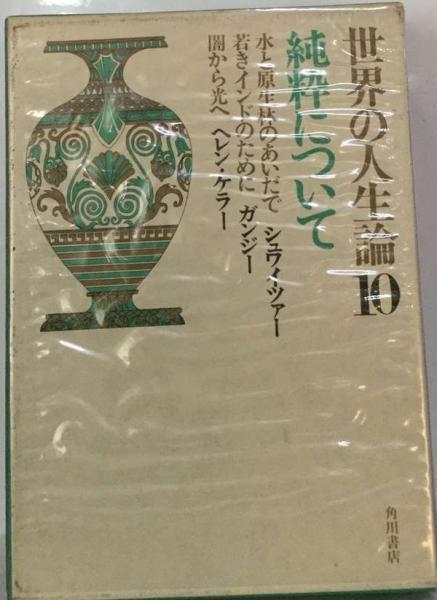 世界の人生論10
純粋について
水と原生林のあいだで シュワイツァー
若きインドのために ガンジー
闇から光へ ヘレン・ケラー
角川書店